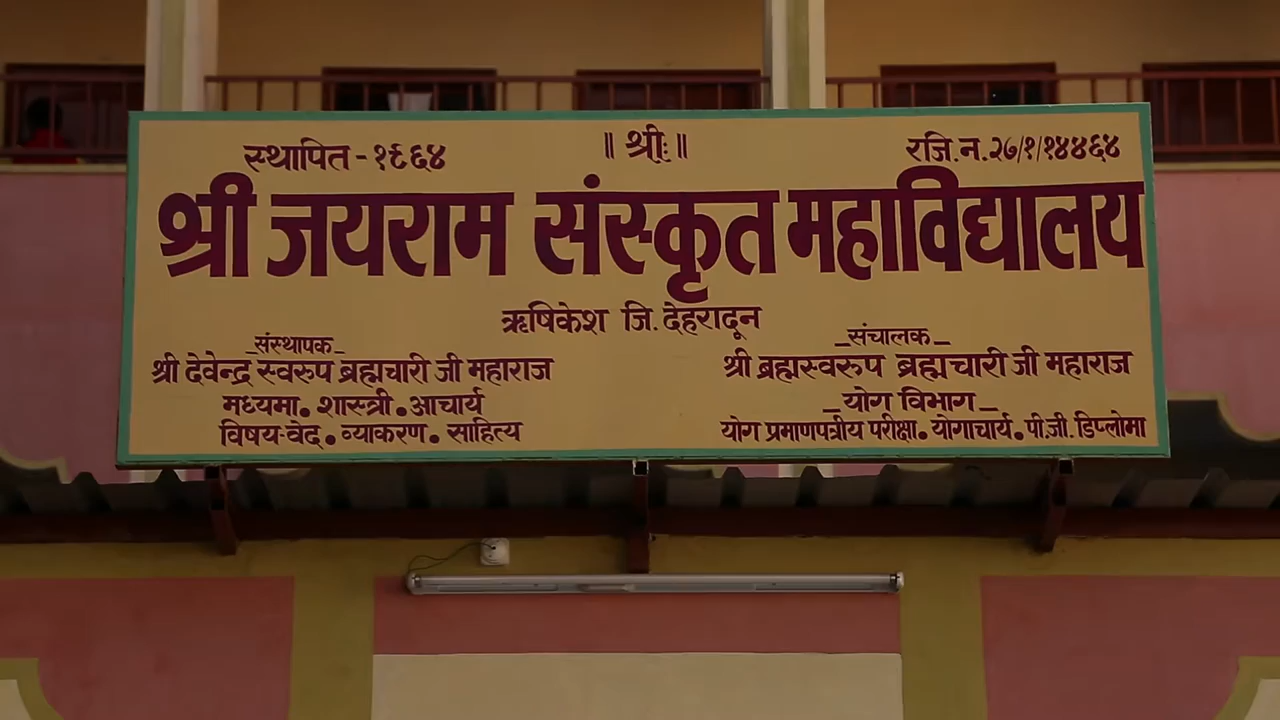 ॥ श्रीः ॥
स्थापित - १९६४
रजि.न.२७/१/१४४६४
श्री जयराम संस्कृत महाविद्यालय
ऋषिकेश जि. देहरादून
संस्थापक
श्री देवेन्द्र स्वरुप ब्रह्मचारी जी महाराज
मध्यमा • शास्त्री • आचार्य
विषय-वेद • व्याकरण • साहित्य
संचालक
श्री ब्रह्मस्वरुप ब्रह्मचारी जी महाराज
योग विभाग
योग प्रमाणपत्रीय परीक्षा • योगाचार्य • पी.जी. डिप्लोमा